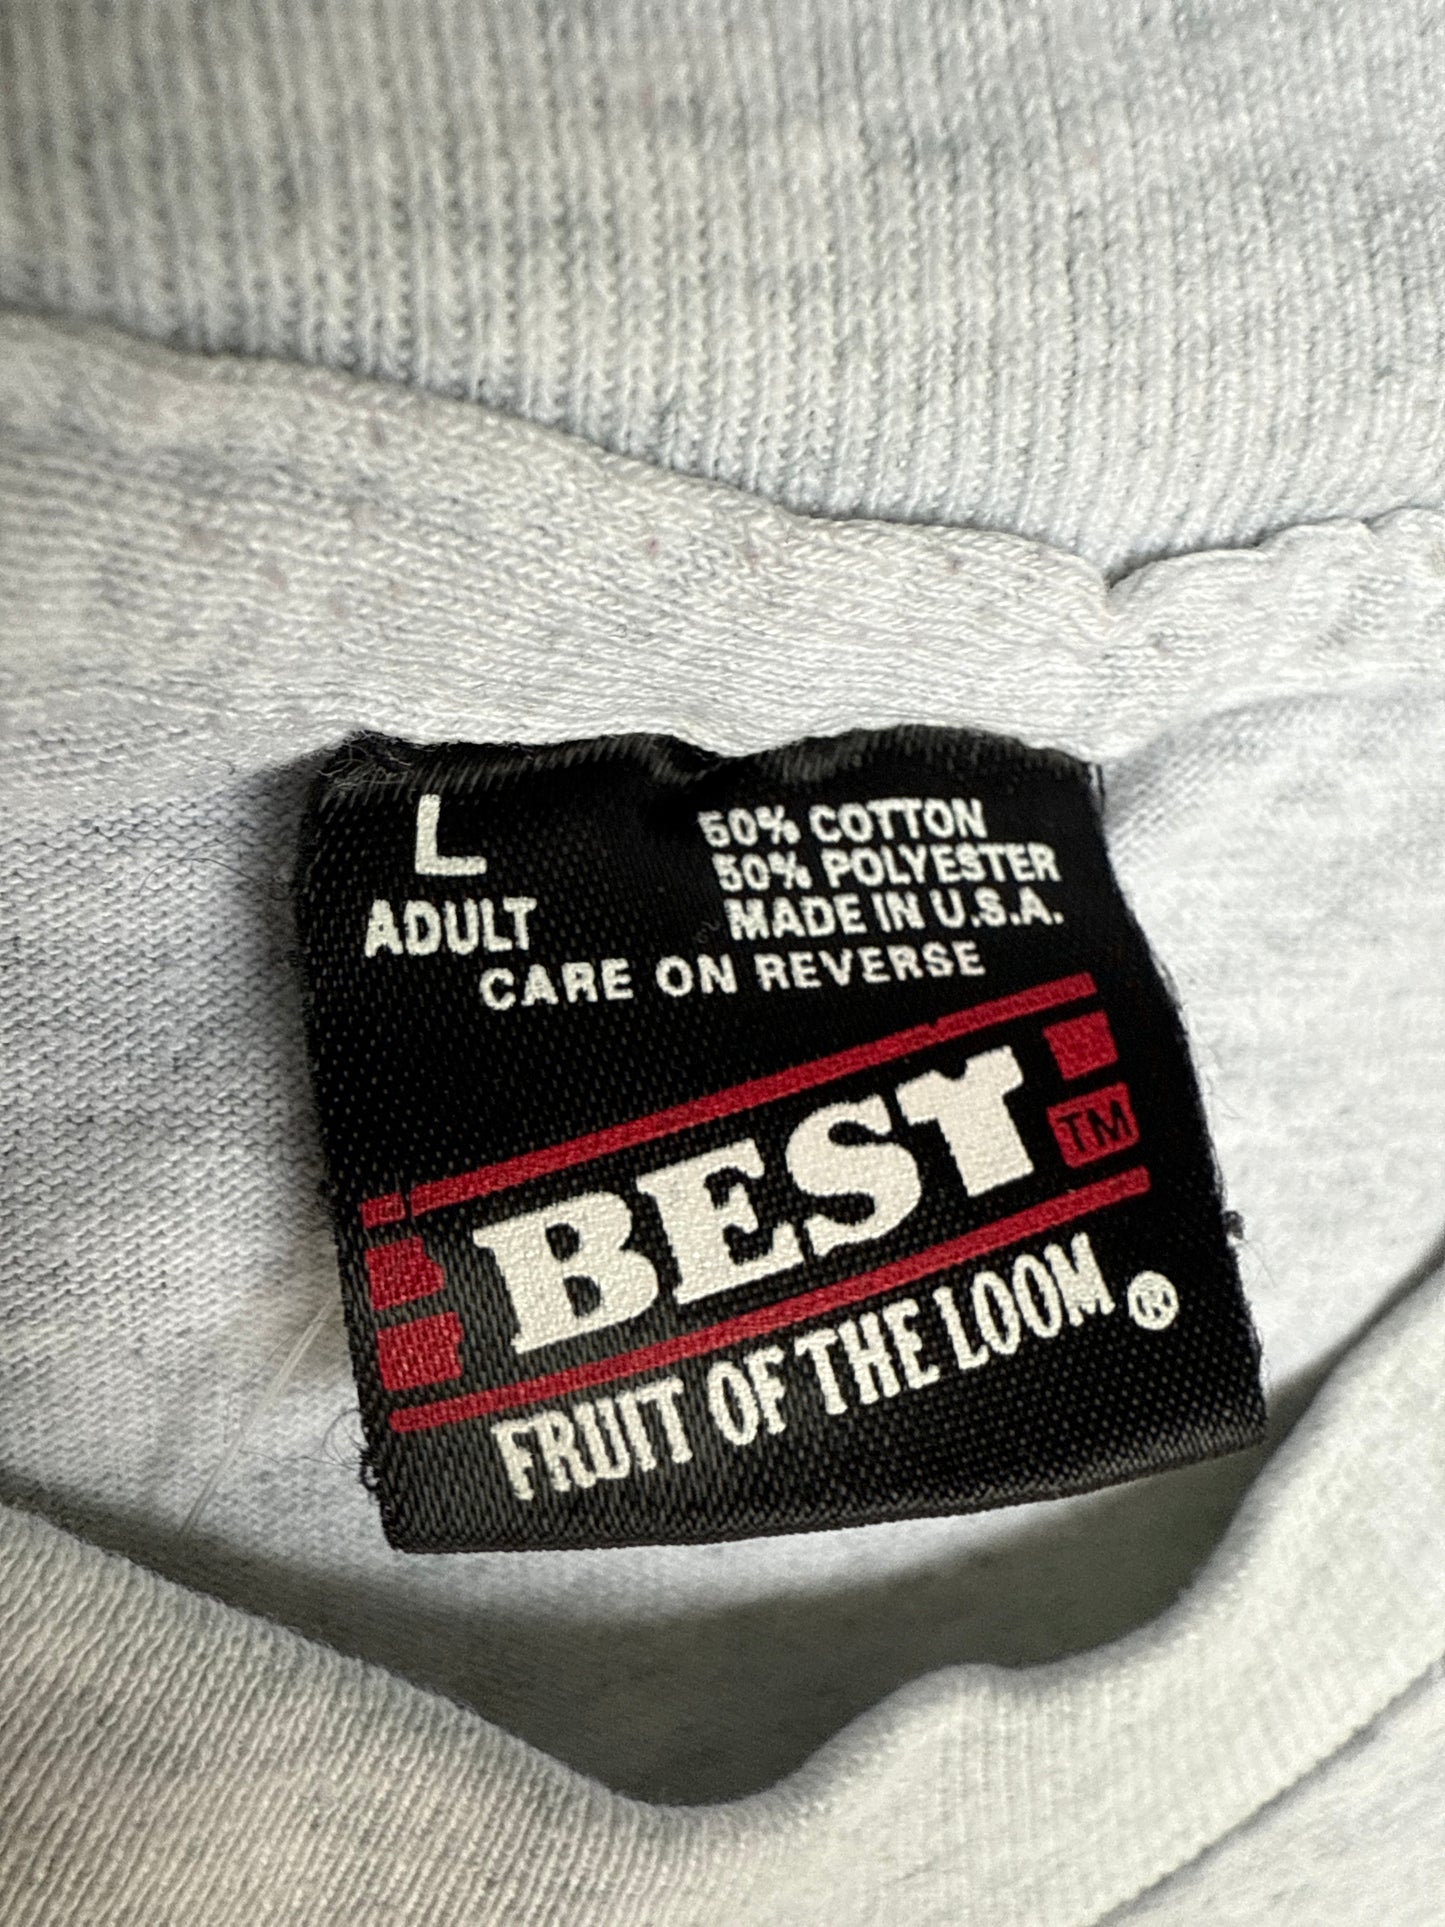 L
ADULT
50% COTTON
50% POLYESTER
MADE IN U.S.A.
CARE ON REVERSE
BEST
TM
FRUIT OF THE LOOM®